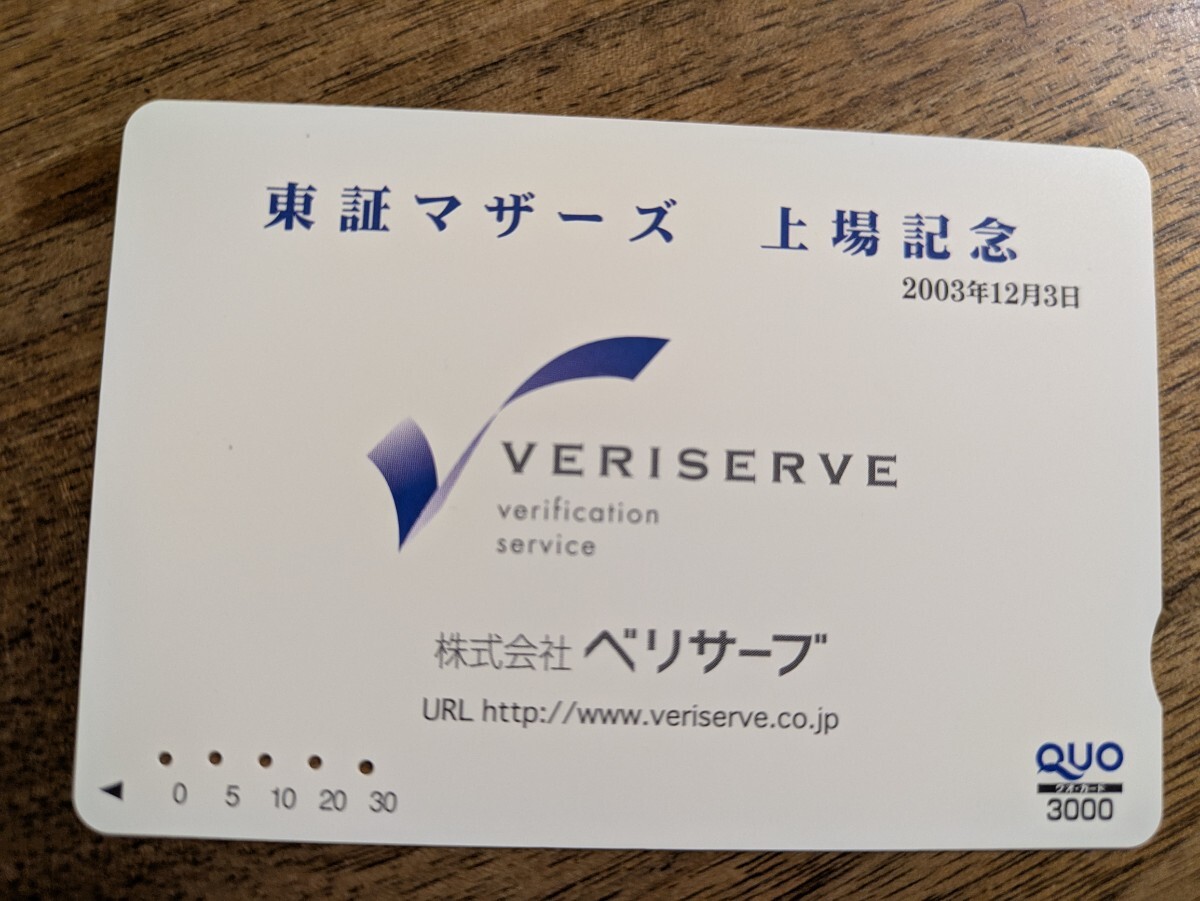 東証マザーズ 上場記念
2003年12月3日
VERISERVE
verification
service
株式会社 ベリサーブ
URL http://www.veriserve.co.jp
0 5 10 20 30
QUO
クオ・カード
3000